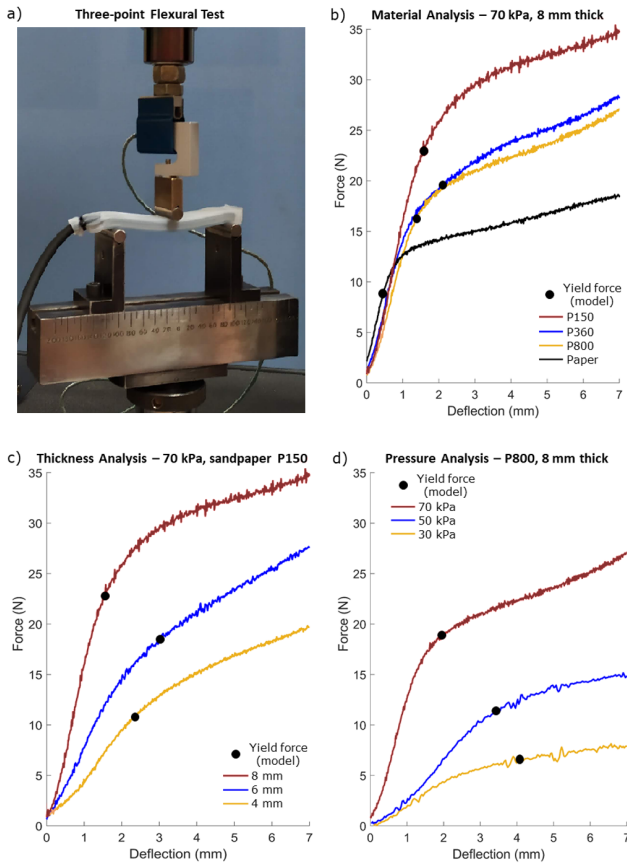 a)
Three-point Flexural Test
b)
Material Analysis – 70 kPa, 8 mm thick
35
30
25
20
15
10
5
0
Force (N)
0 1 2 3 4 5 6 7
Deflection (mm)
Yield force
(model)
P150
P360
P800
Paper
c)
Thickness Analysis – 70 kPa, sandpaper P150
35
30
25
20
15
10
5
0
Force (N)
0 1 2 3 4 5 6 7
Deflection (mm)
Yield force
(model)
8 mm
6 mm
4 mm
d)
Pressure Analysis – P800, 8 mm thick
Yield force
(model)
70 kPa
50 kPa
30 kPa
35
30
25
20
15
10
5
0
Force (N)
0 1 2 3 4 5 6 7
Deflection (mm)